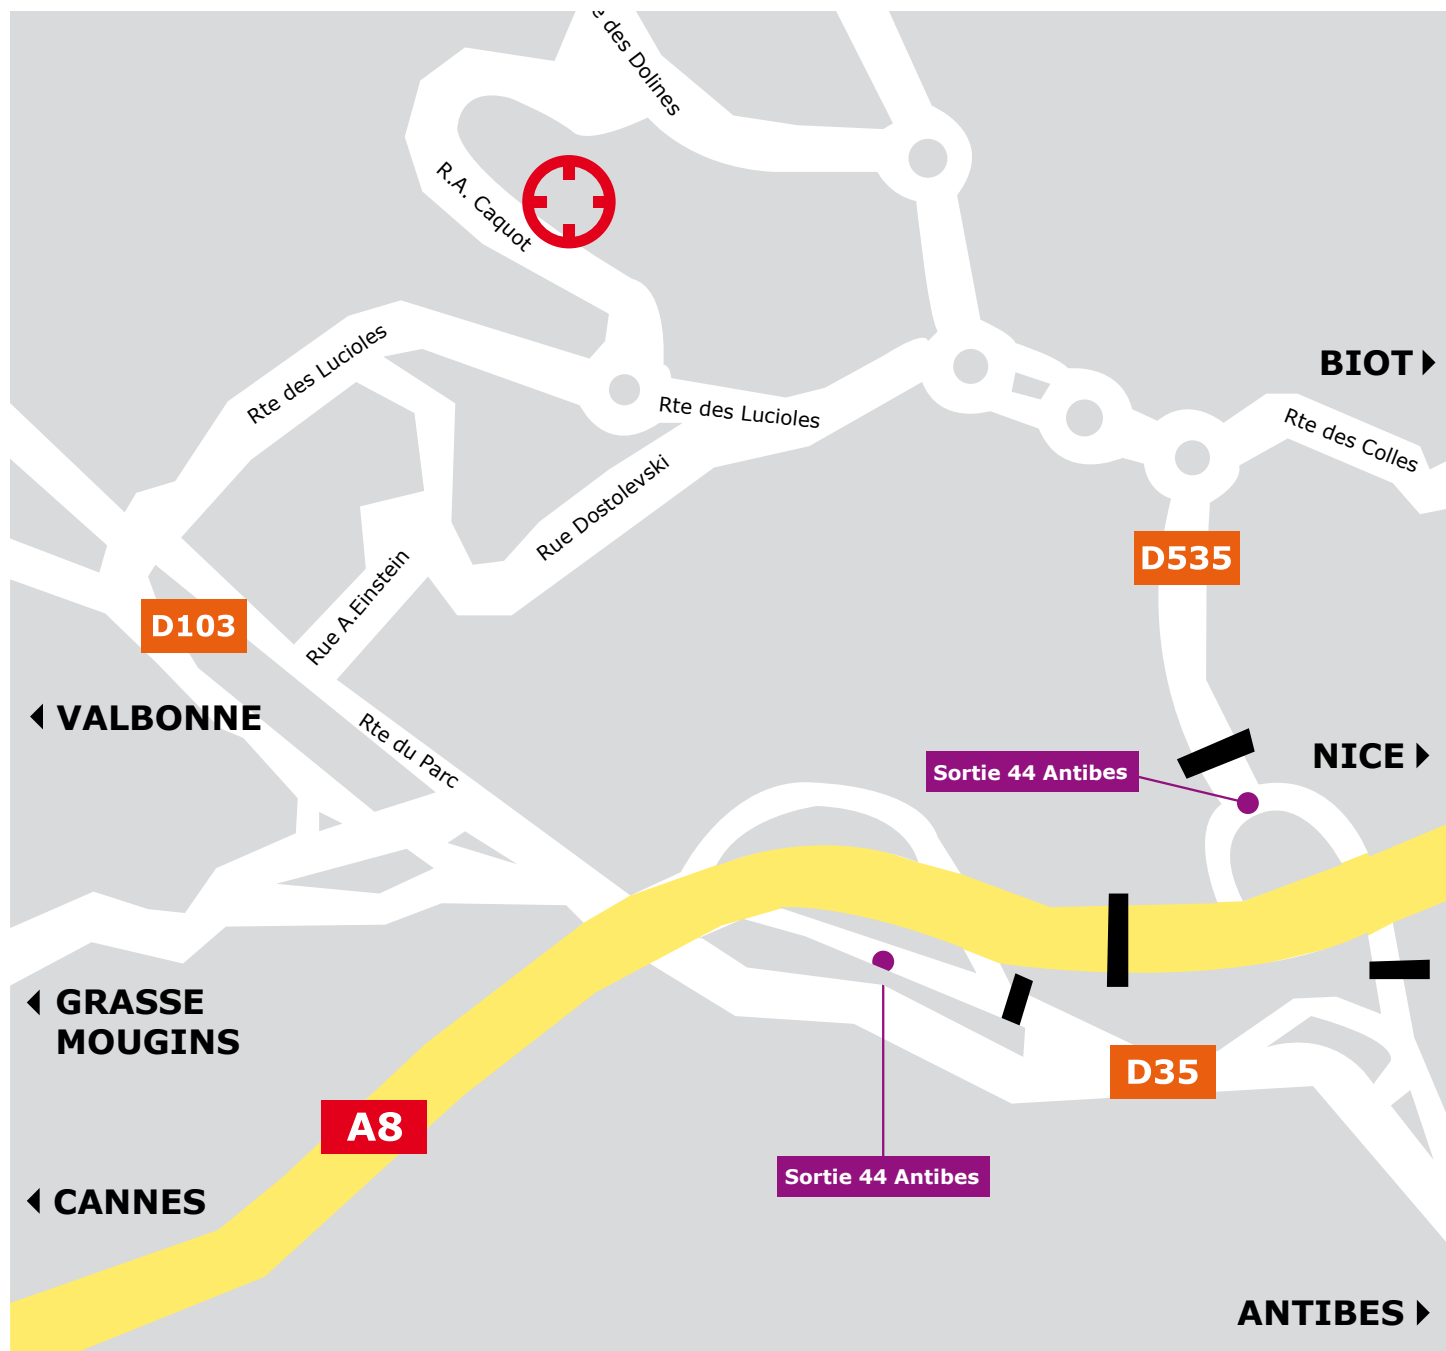 e des Dolines
R.A. Caquot
Rte des Lucioles
BIOT
Rte des Lucioles
Rte des Colles
Rue Dostolevski
D535
Rue A.Einstein
D103
VALBONNE
Rte du Parc
NICE
Sortie 44 Antibes
GRASSE
MOUGINS
D35
A8
Sortie 44 Antibes
CANNES
ANTIBES